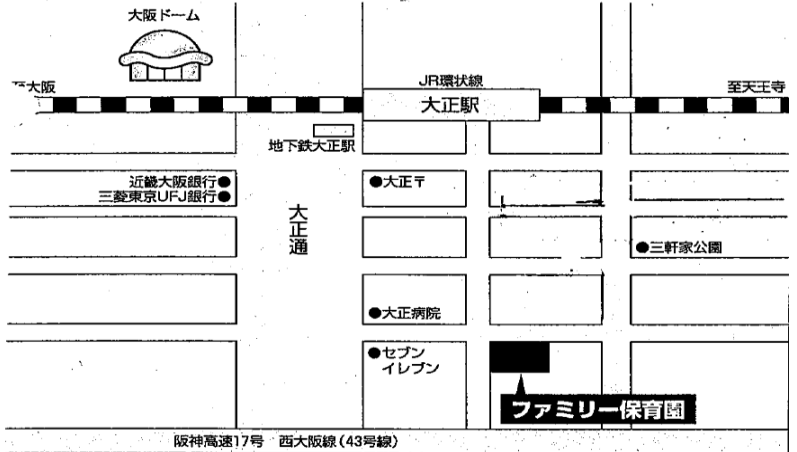 大阪ドーム
至大阪
JR環状線
至天王寺
大正駅
地下鉄大正駅
近畿大阪銀行
三菱東京UFJ銀行
大正〒
大正通
三軒家公園
大正病院
セブン
イレブン
ファミリー保育園
阪神高速17号 西大阪線(43号線)